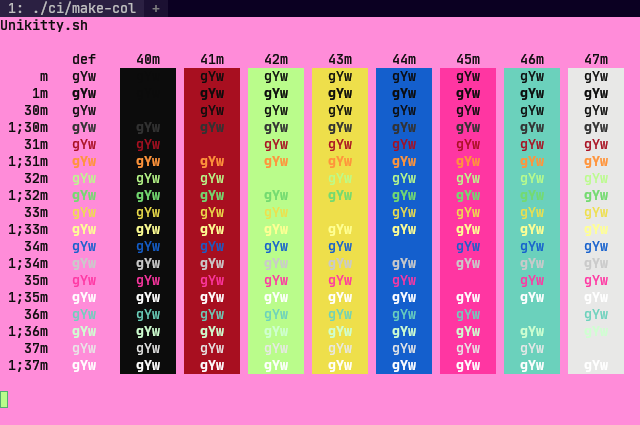 1: ./ci/make-col +
Unikitty.sh
def 40m 41m 42m 43m 44m 45m 46m 47m
m gYw gYw gYw gYw gYw gYw gYw gYw
1m gYw gYw gYw gYw gYw gYw gYw gYw
30m gYw gYw gYw gYw gYw gYw gYw gYw
1;30m gYw gYw gYw gYw gYw gYw gYw gYw gYw
31m gYw gYw gYw gYw gYw gYw gYw gYw
1;31m gYw gYw gYw gYw gYw gYw gYw gYw gYw
32m gYw gYw gYw gYw gYw gYw gYw gYw
1;32m gYw gYw gYw gYw gYw gYw gYw gYw gYw
33m gYw gYw gYw gYw gYw gYw gYw gYw gYw
1;33m gYw gYw gYw gYw gYw gYw gYw gYw gYw
34m gYw gYw gYw gYw gYw gYw gYw gYw
1;34m gYw gYw gYw gYw gYw gYw gYw gYw gYw
35m gYw gYw gYw gYw gYw gYw gYw gYw
1;35m gYw gYw gYw gYw gYw gYw gYw gYw gYw
36m gYw gYw gYw gYw gYw gYw gYw gYw
1;36m gYw gYw gYw gYw gYw gYw gYw gYw gYw
37m gYw gYw gYw gYw gYw gYw gYw gYw
1;37m gYw gYw gYw gYw gYw gYw gYw gYw gYw